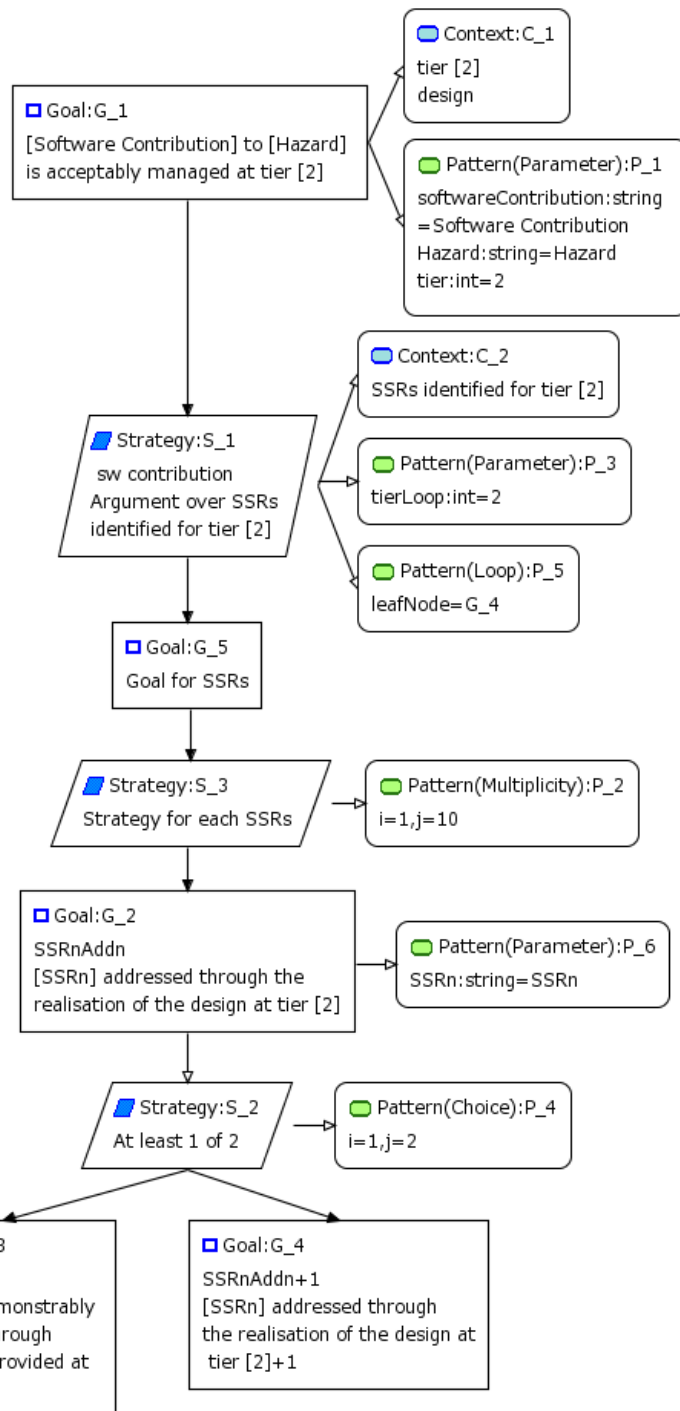 Goal:G_1
[Software Contribution] to [Hazard]
is acceptably managed at tier [2]
Context:C_1
tier [2]
design
Pattern(Parameter):P_1
softwareContribution:string
=Software Contribution
Hazard:string=Hazard
tier:int=2
Context:C_2
SSRs identified for tier [2]
Strategy:S_1
sw contribution
Argument over SSRs
identified for tier [2]
Pattern(Parameter):P_3
tierLoop:int=2
Pattern(Loop):P_5
leafNode=G_4
Goal:G_5
Goal for SSRs
Strategy:S_3
Strategy for each SSRs
Pattern(Multiplicity):P_2
i=1,j=10
Goal:G_2
SSRnAddn
[SSRn] addressed through the
realisation of the design at tier [2]
Pattern(Parameter):P_6
SSRn:string=SSRn
Strategy:S_2
At least 1 of 2
Pattern(Choice):P_4
i=1,j=2
rovided at
Goal:G_4
SSRnAddn+1
[SSRn] addressed through
the realisation of the design at
tier [2]+1